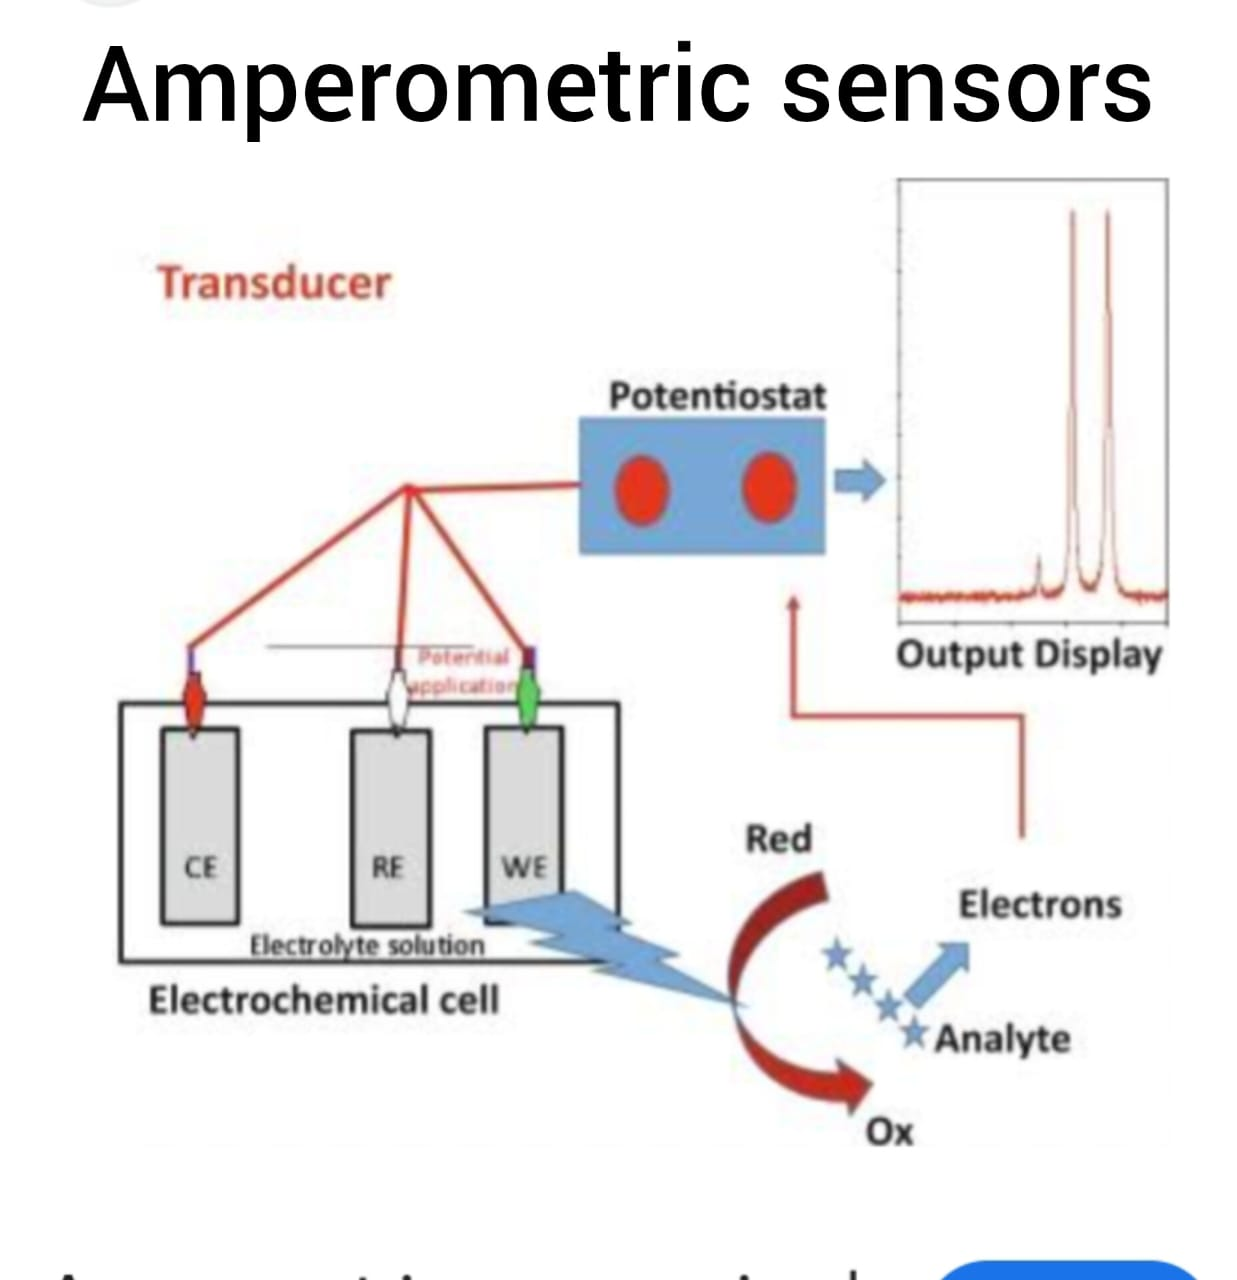 Amperometric sensors
Transducer
Potentiostat
Output Display
Potential
application
CE
RE
WE
Electrolyte solution
Electrochemical cell
Red
Electrons
Analyte
Ox